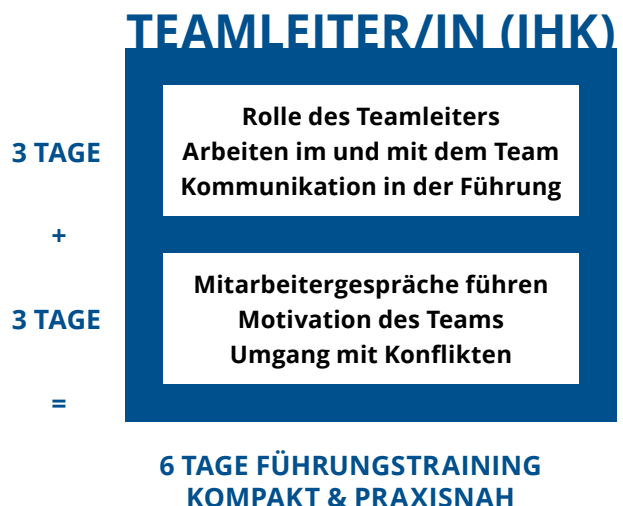 TEAMLEITER/IN (IHK)
3 TAGE
Rolle des Teamleiters
Arbeiten im und mit dem Team
Kommunikation in der Führung
+
3 TAGE
Mitarbeitergespräche führen
Motivation des Teams
Umgang mit Konflikten
=
6 TAGE FÜHRUNGSTRAINING
KOMPAKT & PRAXISNAH